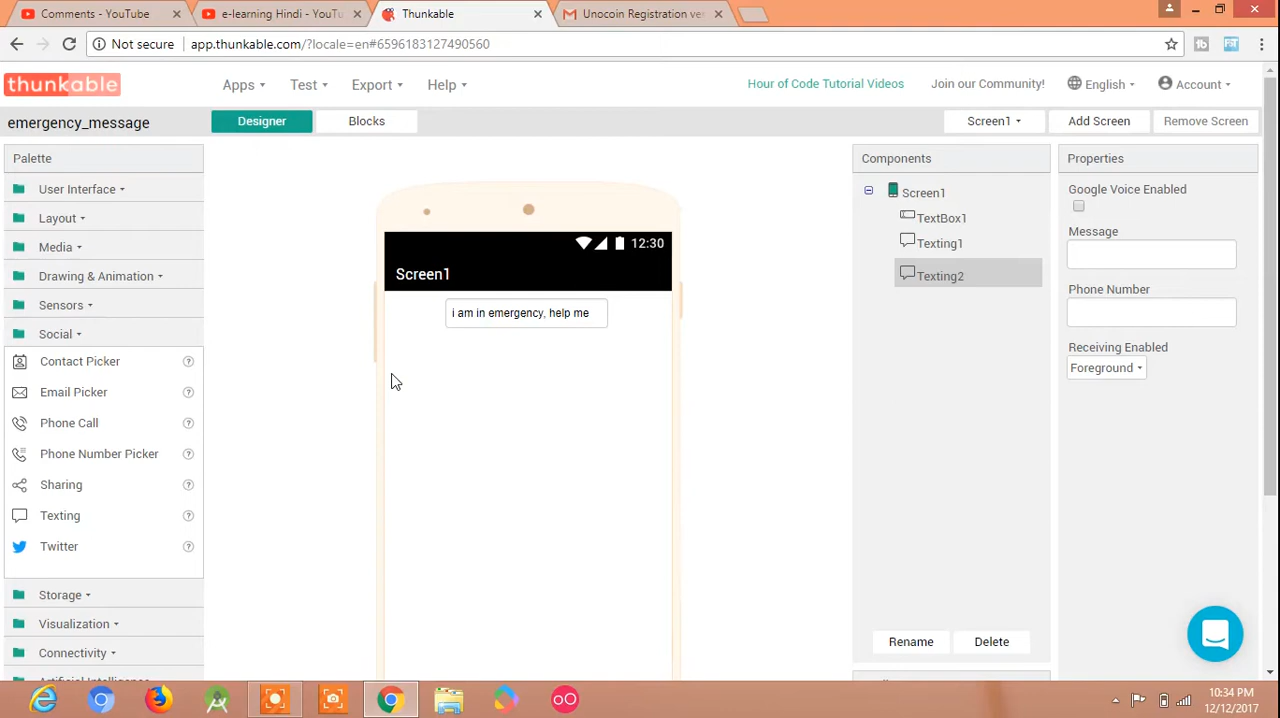 Comments - YouTube
e-learning Hindi - YouTu
Thunkable
Unocoin Registration ver
Not secure
app.thunkable.com/?locale=en#6596183127490560
thunkable
Apps
Test
Export
Help
Hour of Code Tutorial Videos
Join our Community!
English
Account
emergency_message
Designer
Blocks
Screen1
Add Screen
Remove Screen
Palette
User Interface
Layout
Media
Drawing & Animation
Sensors
Social
Contact Picker
Email Picker
Phone Call
Phone Number Picker
Sharing
Texting
Twitter
Storage
Visualization
Connectivity
12:30
Screen1
i am in emergency, help me
Components
Screen1
TextBox1
Texting1
Texting2
Rename
Delete
Properties
Google Voice Enabled
Message
Phone Number
Receiving Enabled
Foreground
10:34 PM
12/12/2017